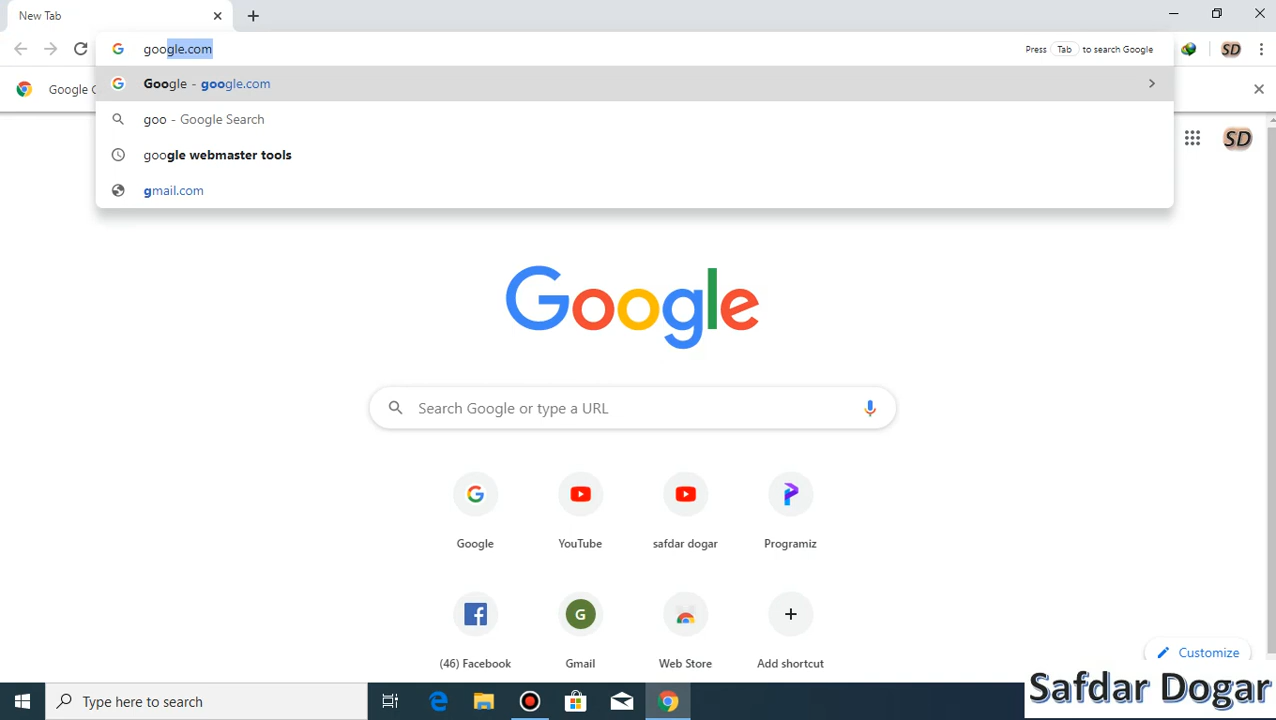 New Tab
google.com
Press Tab to search Google
SD
Google C
Google - google.com
goo - Google Search
google webmaster tools
gmail.com
SD
Google
Search Google or type a URL
Google
YouTube
safdar dogar
Programiz
G
(46) Facebook
Gmail
Web Store
Add shortcut
Customize
Type here to search
Safdar Dogar